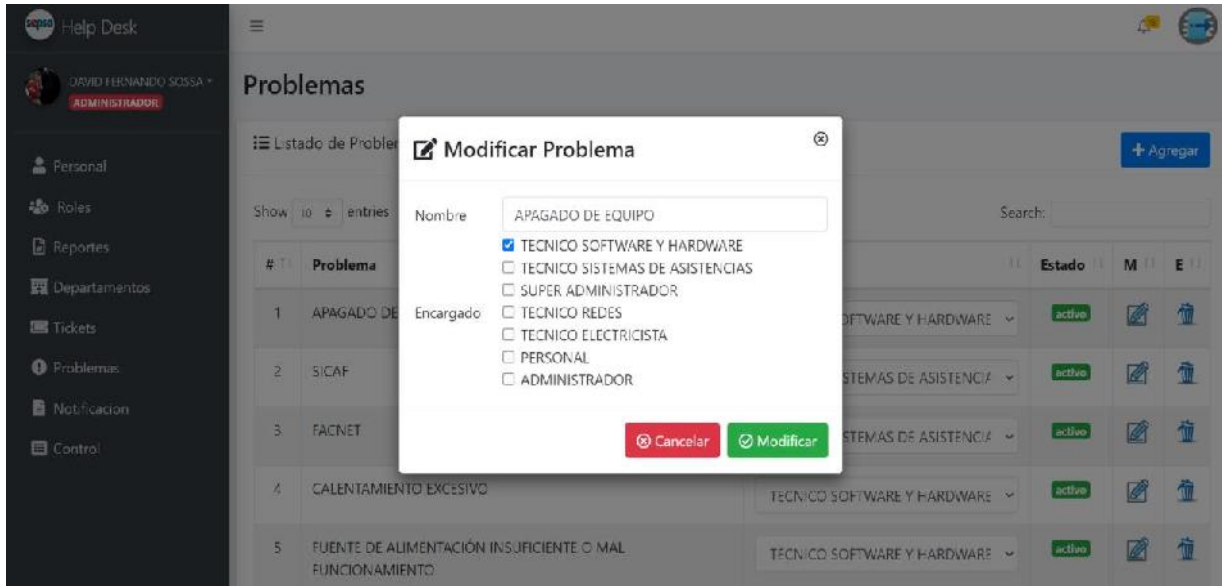 sepso Help Desk
DAVID FERNANDO SOSSA
ADMINISTRADOR
Personal
Roles
Reportes
Departamentos
Tickets
Problemas
Notificacion
Control
Problemas
Listado de Probler
+ Agregar
Show 10 entries
Search:
# Problema Estado M E
1 APAGADO DE OFTWARE Y HARDWARE activo
2 SICAF STEMAS DE ASISTENCIA activo
3 FACNET STEMAS DE ASISTENCIA activo
4 CALENTAMIENTO EXCESIVO TECNICO SOFTWARE Y HARDWARE activo
5 FUENTE DE ALIMENTACIÓN INSUFICIENTE O MAL TECNICO SOFTWARE Y HARDWARE activo
FUNCIONAMIENTO
Modificar Problema
Nombre APAGADO DE EQUIPO
Encargado
TECNICO SOFTWARE Y HARDWARE
TECNICO SISTEMAS DE ASISTENCIAS
SUPER ADMINISTRADOR
TECNICO REDES
TECNICO ELECTRICISTA
PERSONAL
ADMINISTRADOR
Cancelar
Modificar